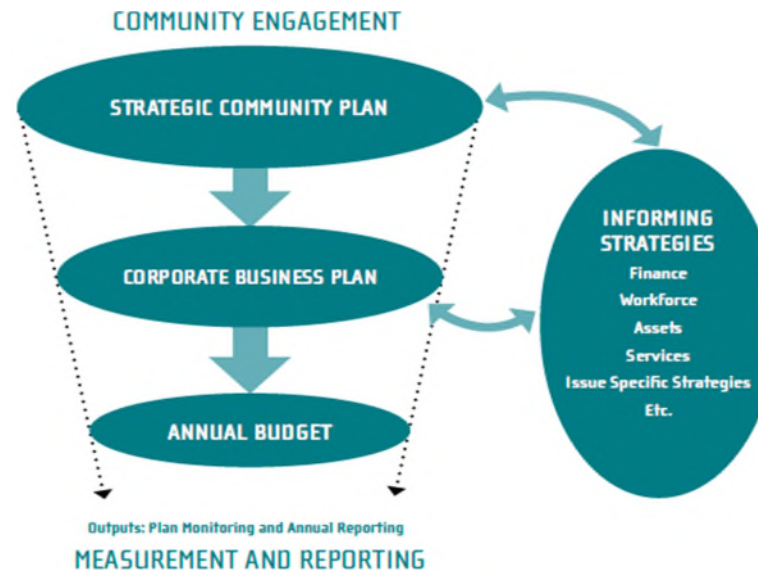 COMMUNITY ENGAGEMENT
STRATEGIC COMMUNITY PLAN
CORPORATE BUSINESS PLAN
ANNUAL BUDGET
INFORMING
STRATEGIES
Finance
Workforce
Assets
Services
Issue Specific Strategies
Etc.
Outputs: Plan Monitoring and Annual Reporting
MEASUREMENT AND REPORTING